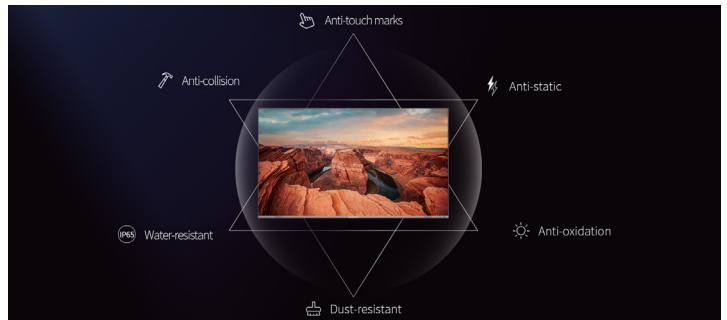 Anti-touch marks
Anti-collision
Anti-static
IP65 Water-resistant
Anti-oxidation
Dust-resistant